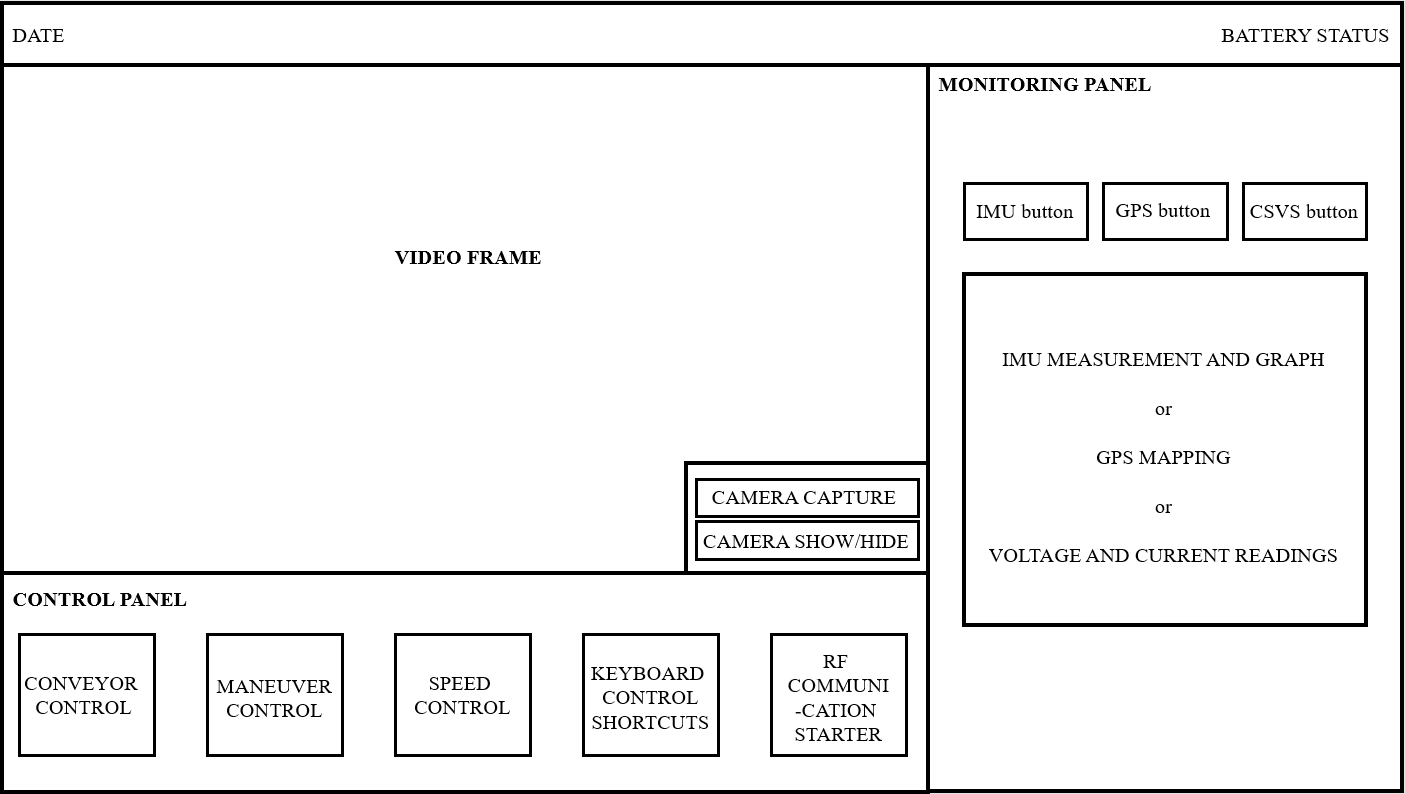 DATE
BATTERY STATUS
MONITORING PANEL
IMU button
GPS button
CSVS button
VIDEO FRAME
IMU MEASUREMENT AND GRAPH
or
GPS MAPPING
or
VOLTAGE AND CURRENT READINGS
CAMERA CAPTURE
CAMERA SHOW/HIDE
CONTROL PANEL
CONVEYOR
CONTROL
MANEUVER
CONTROL
SPEED
CONTROL
KEYBOARD
CONTROL
SHORTCUTS
RF
COMMUNI
-CATION
STARTER